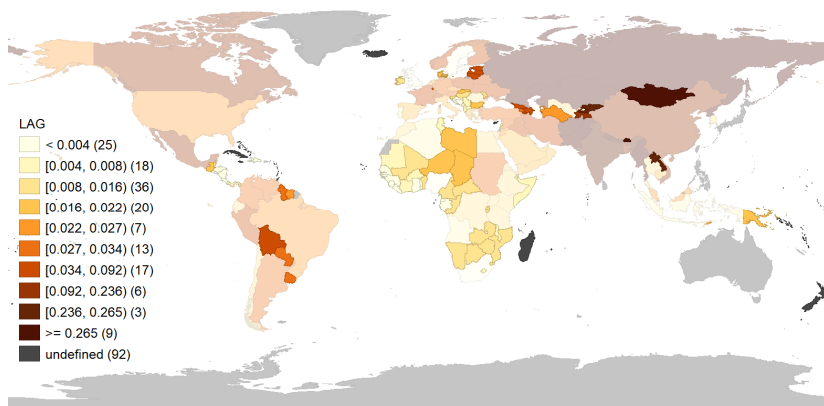 LAG
< 0.004 (25)
[0.004, 0.008) (18)
[0.008, 0.016) (36)
[0.016, 0.022) (20)
[0.022, 0.027) (7)
[0.027, 0.034) (13)
[0.034, 0.092) (17)
[0.092, 0.236) (6)
[0.236, 0.265) (3)
>= 0.265 (9)
undefined (92)